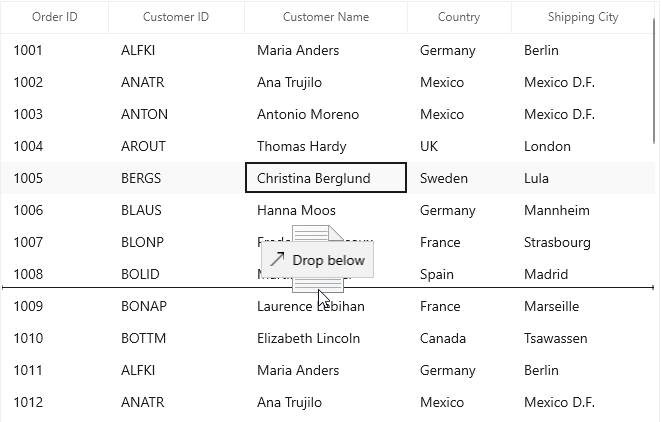 Order ID Customer ID Customer Name Country Shipping City
1001 ALFKI Maria Anders Germany Berlin
1002 ANATR Ana Trujilo Mexico Mexico D.F.
1003 ANTON Antonio Moreno Mexico Mexico D.F.
1004 AROUT Thomas Hardy UK London
1005 BERGS Christina Berglund Sweden Lula
1006 BLAUS Hanna Moos Germany Mannheim
1007 BLONP France Strasbourg
Drop below
1008 BOLID Spain Madrid
1009 BONAP Laurence Lebihan France Marseille
1010 BOTTM Elizabeth Lincoln Canada Tsawassen
1011 ALFKI Maria Anders Germany Berlin
1012 ANATR Ana Trujilo Mexico Mexico D.F.